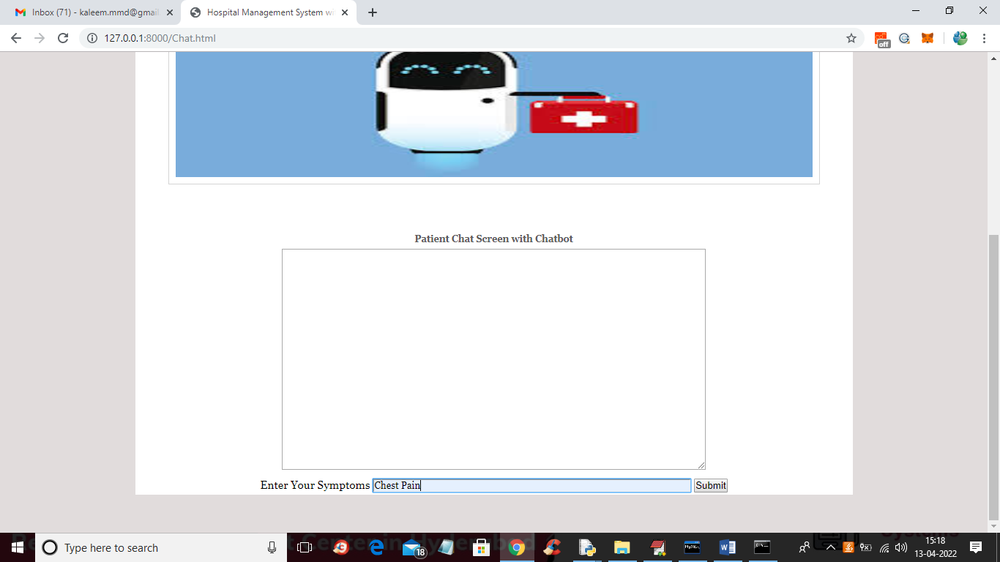 Inbox (71) - kaleem.mmd@gmail.
Hospital Management System wi
127.0.0.1:8000/Chat.html
off
Patient Chat Screen with Chatbot
Enter Your Symptoms Chest Pain Submit
Type here to search
18
MySQL
15:18
13-04-2022
Systems